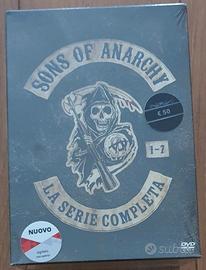 SONS OF ANARCHY
€ 50
1-7
LA SERIE COMPLETA
NUOVO
DVD
subito